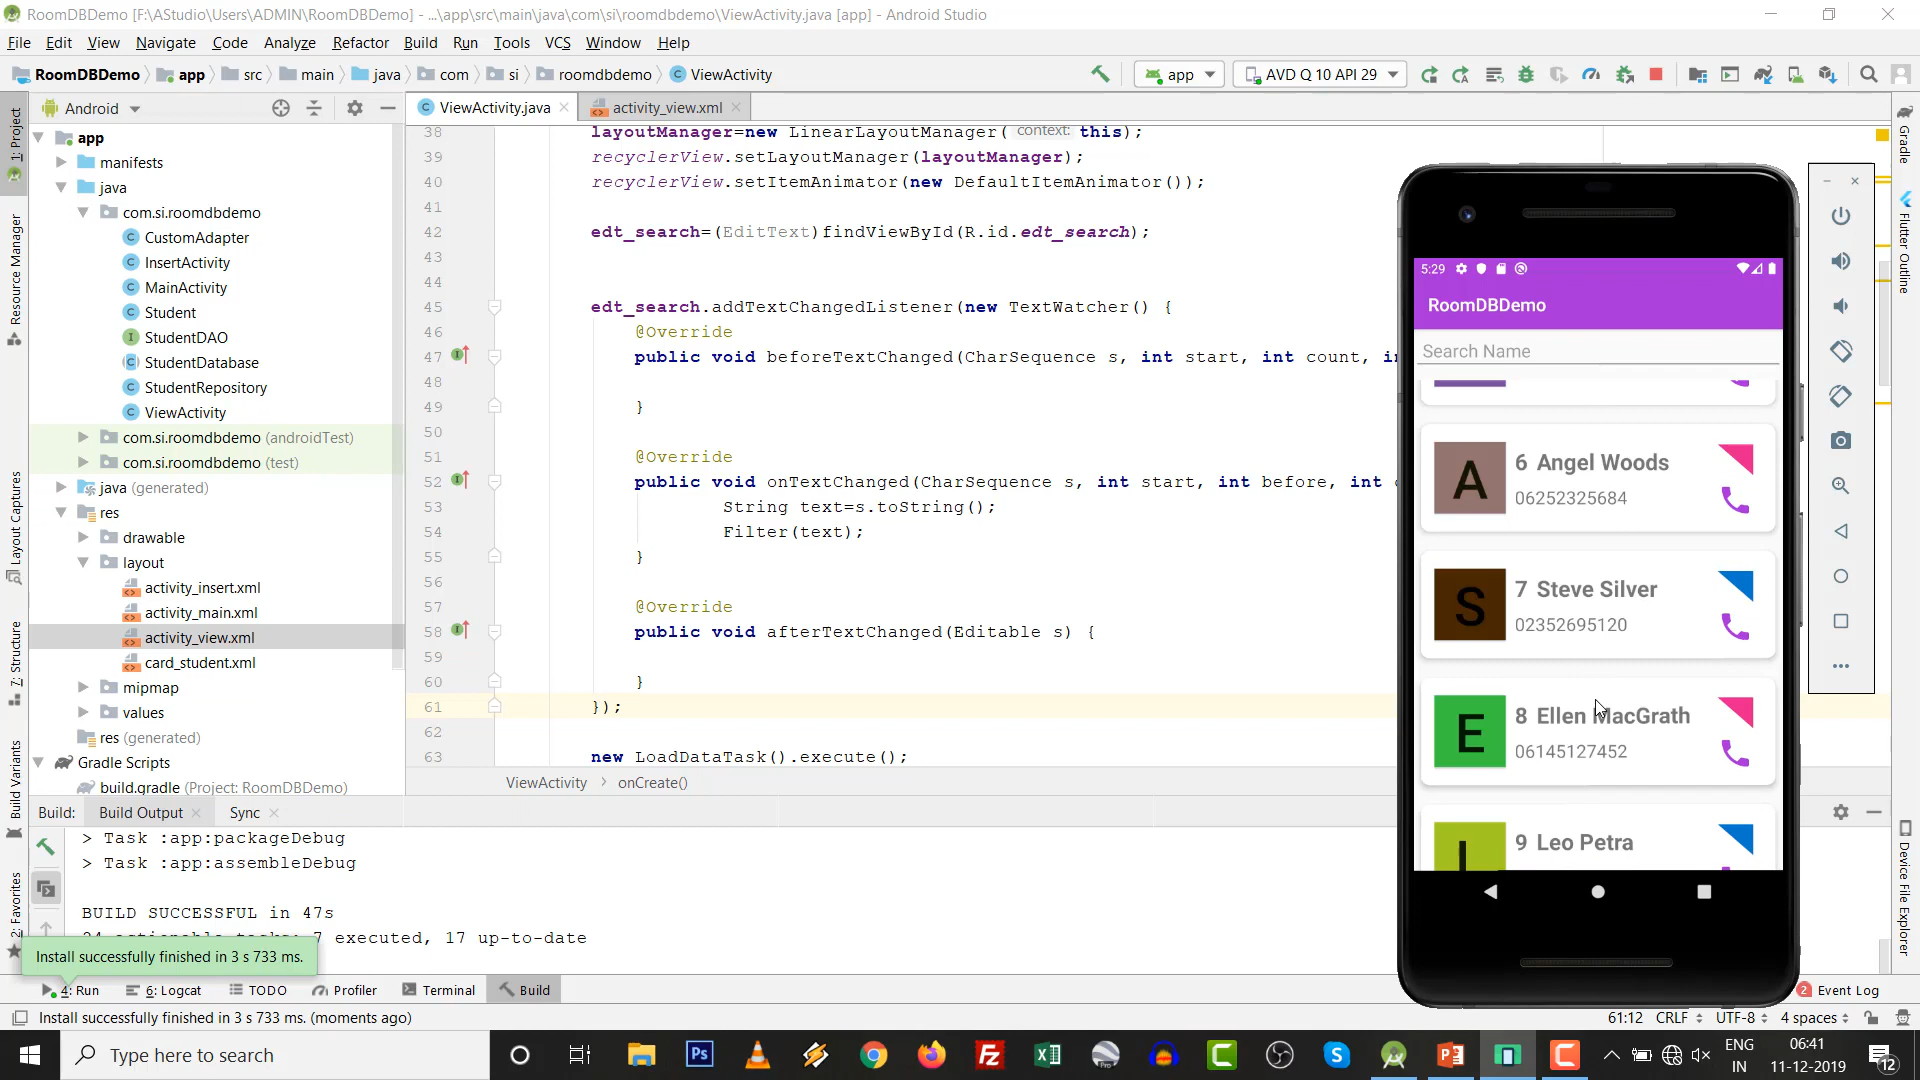 RoomDBDemo [F:\AStudio\Users\ADMIN\RoomDBDemo] - ...\app\src\main\java\com\si\roomdbdemo\ViewActivity.java [app] - Android Studio
File Edit View Navigate Code Analyze Refactor Build Run Tools VCS Window Help
RoomDBDemo app src main java com si roomdbdemo ViewActivity app AVD Q 10 API 29
Android
ViewActivity.java activity_view.xml
1: Project
Resource Manager
Layout Captures
7: Structure
Build Variants
2: Favorites
app
manifests
java
com.si.roomdbdemo
CustomAdapter
InsertActivity
MainActivity
Student
StudentDAO
StudentDatabase
StudentRepository
ViewActivity
com.si.roomdbdemo (androidTest)
com.si.roomdbdemo (test)
java (generated)
res
drawable
layout
activity_insert.xml
activity_main.xml
activity_view.xml
card_student.xml
mipmap
values
res (generated)
Gradle Scripts
build.gradle (Project: RoomDBDemo)
38 layoutManager=new LinearLayoutManager( context: this);
39 recyclerView.setLayoutManager(layoutManager);
40 recyclerView.setItemAnimator(new DefaultItemAnimator());
41
42 edt_search=(EditText)findViewById(R.id.edt_search);
43
44
45 edt_search.addTextChangedListener(new TextWatcher() {
46 @Override
47 public void beforeTextChanged(CharSequence s, int start, int count, in
48
49 }
50
51 @Override
52 public void onTextChanged(CharSequence s, int start, int before, int c
53 String text=s.toString();
54 Filter(text);
55 }
56
57 @Override
58 public void afterTextChanged(Editable s) {
59
60 }
61 });
62
63 new LoadDataTask().execute();
ViewActivity > onCreate()
5:29
RoomDBDemo
Search Name
A
6 Angel Woods
06252325684
S
7 Steve Silver
02352695120
E
8 Ellen MacGrath
06145127452
9 Leo Petra
Gradle
Flutter Outline
Device File Explorer
Build: Build Output Sync
> Task :app:packageDebug
> Task :app:assembleDebug
BUILD SUCCESSFUL in 47s
executed, 17 up-to-date
Install successfully finished in 3 s 733 ms.
4: Run 6: Logcat TODO Profiler Terminal Build 2 Event Log
Install successfully finished in 3 s 733 ms. (moments ago) 61:12 CRLF UTF-8 4 spaces
Type here to search
Ps
Fz
Pro
ENG
IN
06:41
11-12-2019
12